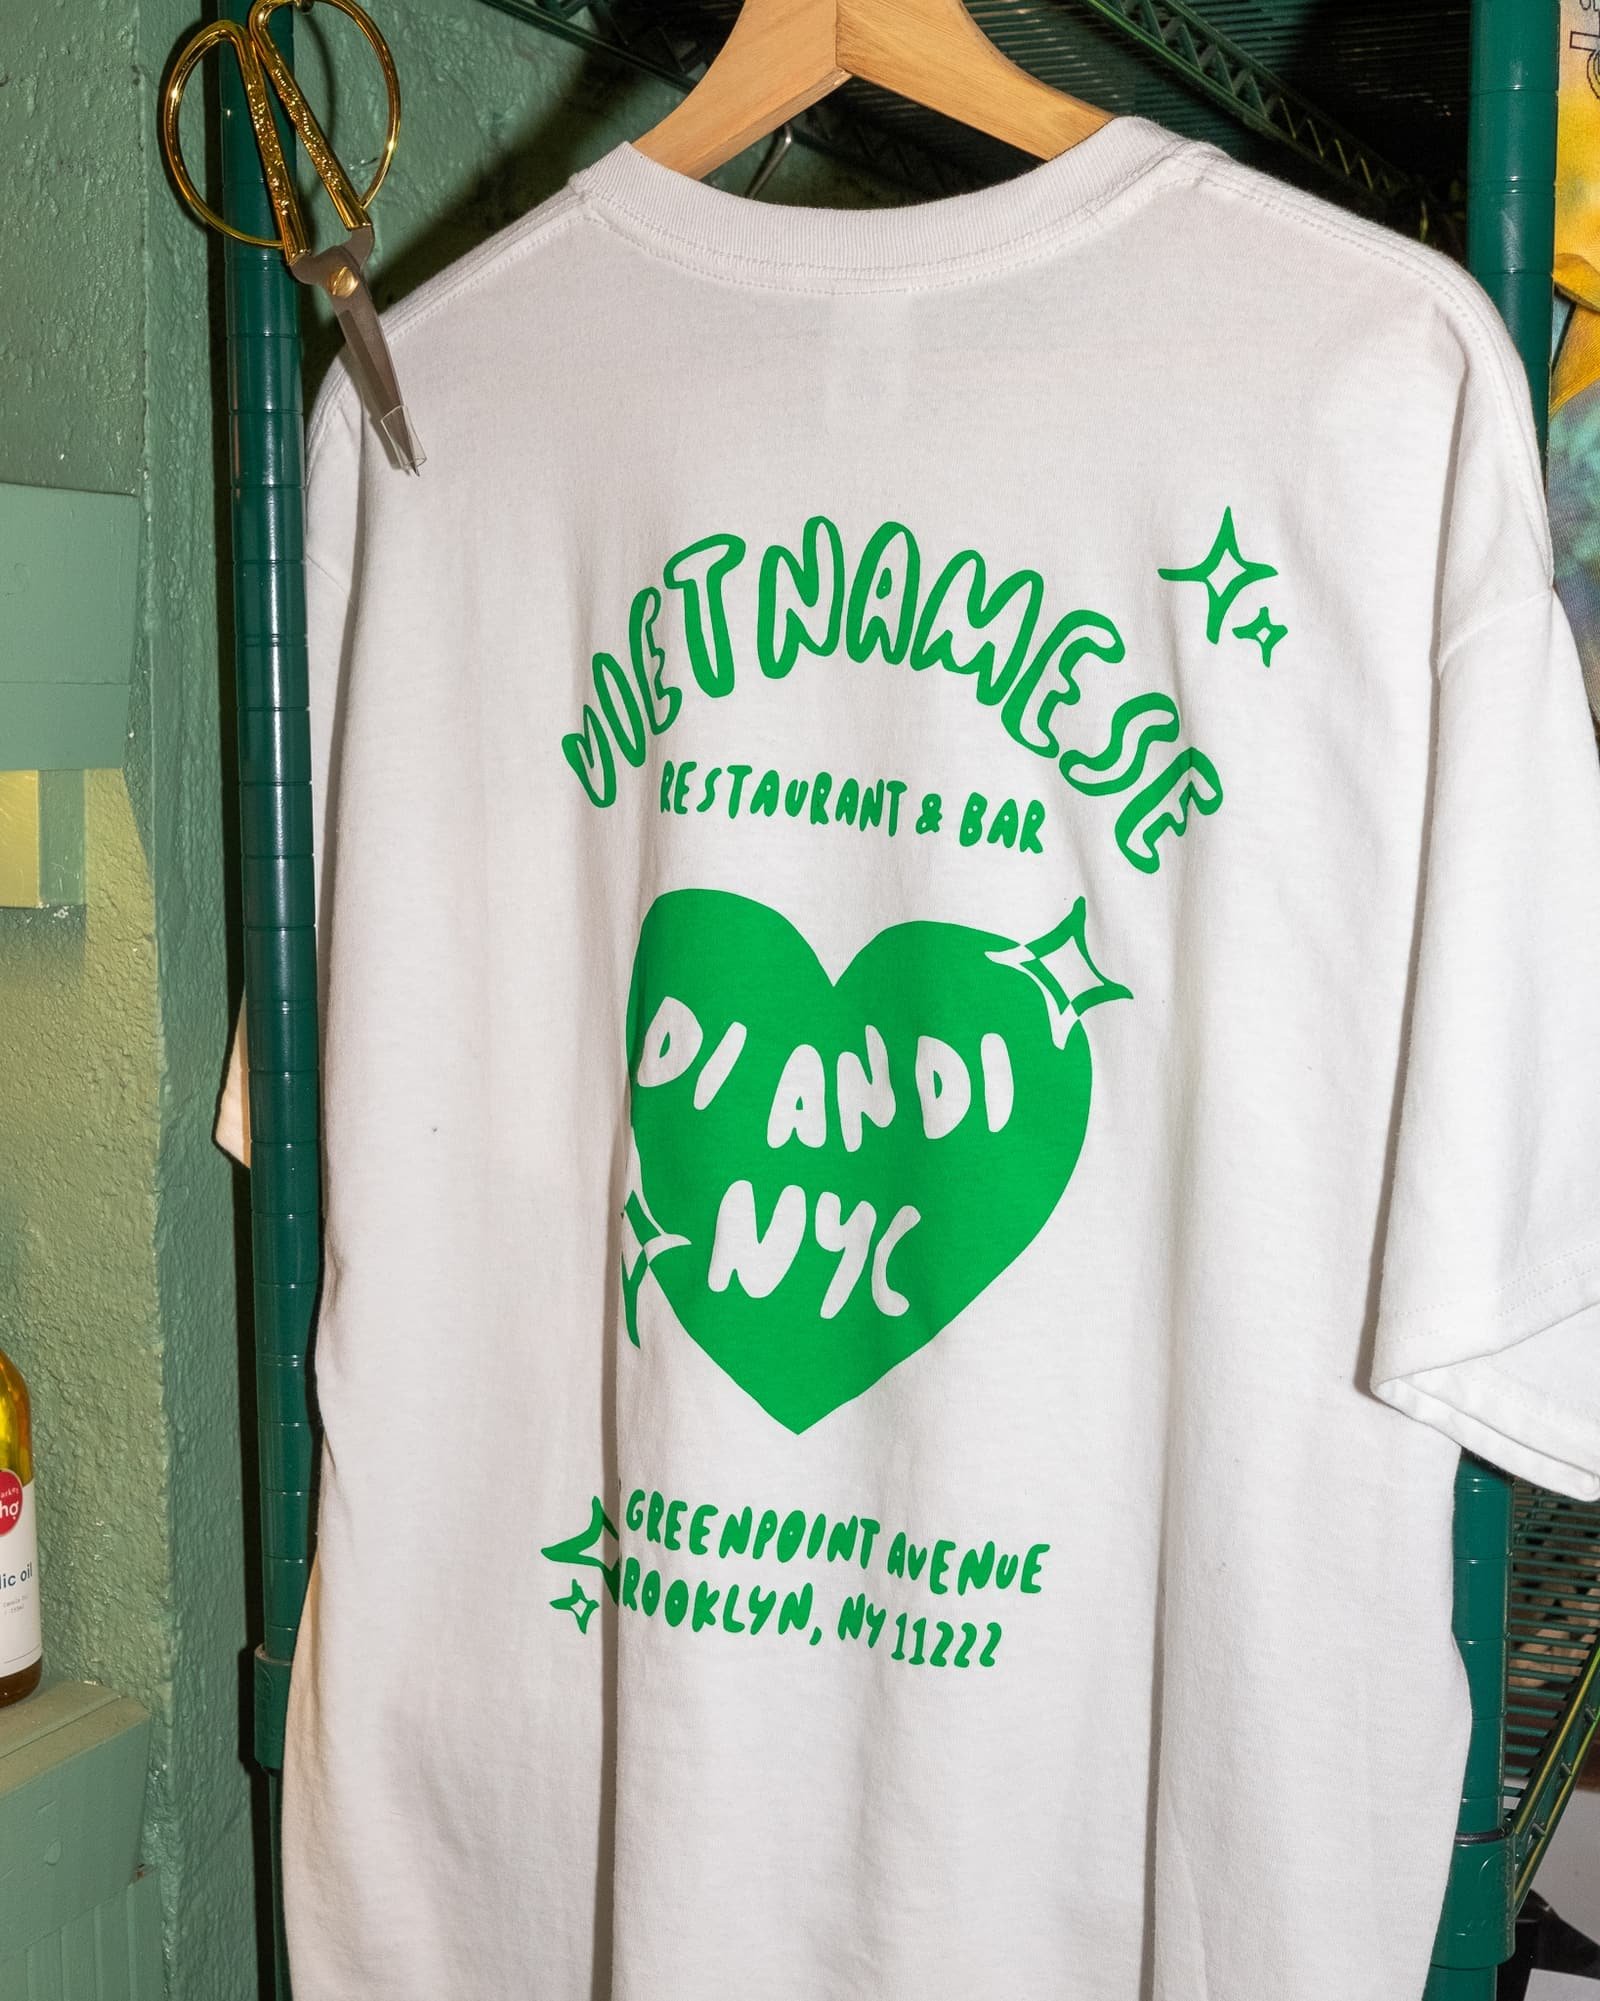 VIETNAMESE
RESTAURANT & BAR
DI AN DI
NYC
GREENPOINT AVENUE
ROOKLYN, NY 11222